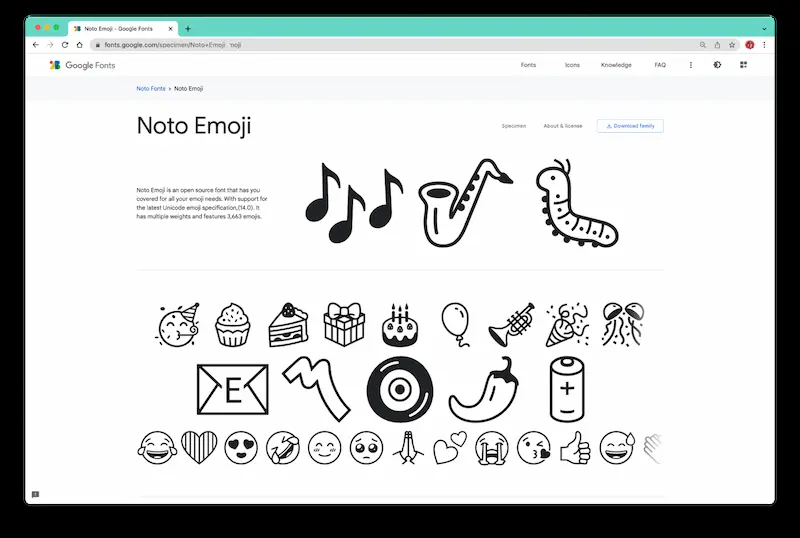 Noto Emoji - Google Fonts
fonts.google.com/specimen/Noto+Emoji
Google Fonts
Fonts
Icons
Knowledge
FAQ
Noto Fonts > Noto Emoji
Noto Emoji
Specimen
About & license
Download family
Noto Emoji is an open source font that has you
covered for all your emoji needs. With support for
the latest Unicode emoji specification,(14.0). It
has multiple weights and features 3,663 emojis.
E